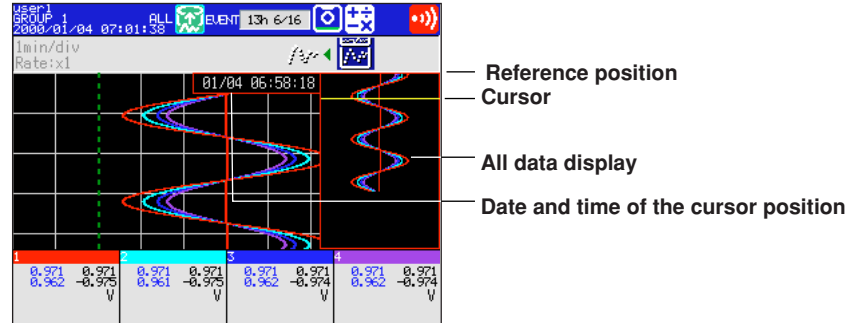 user1
GROUP 1 ALL EVENT 13h 6/16
2000/01/04 07:01:38
1min/div
Rate:x1
01/04 06:58:18
Reference position
Cursor
All data display
Date and time of the cursor position
1 2 3 4
0.971 0.971 0.971 0.971 0.971 0.971 0.971 0.971
0.962 -0.975 0.961 -0.975 0.962 -0.974 0.962 -0.974
V V V V